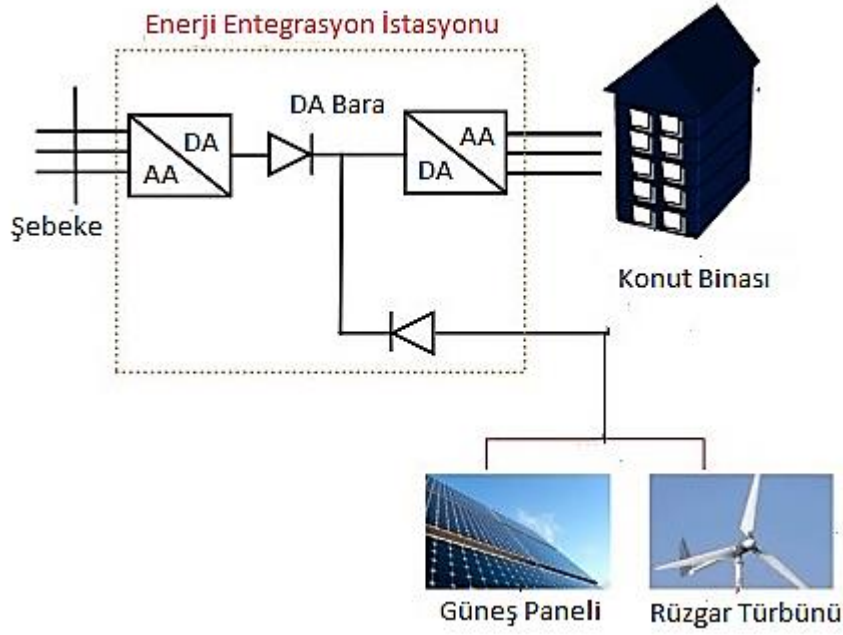 Enerji Entegrasyon İstasyonu
DA Bara
DA
AA
AA
DA
Şebeke
Konut Binası
Güneş Paneli
Rüzgar Türbünü